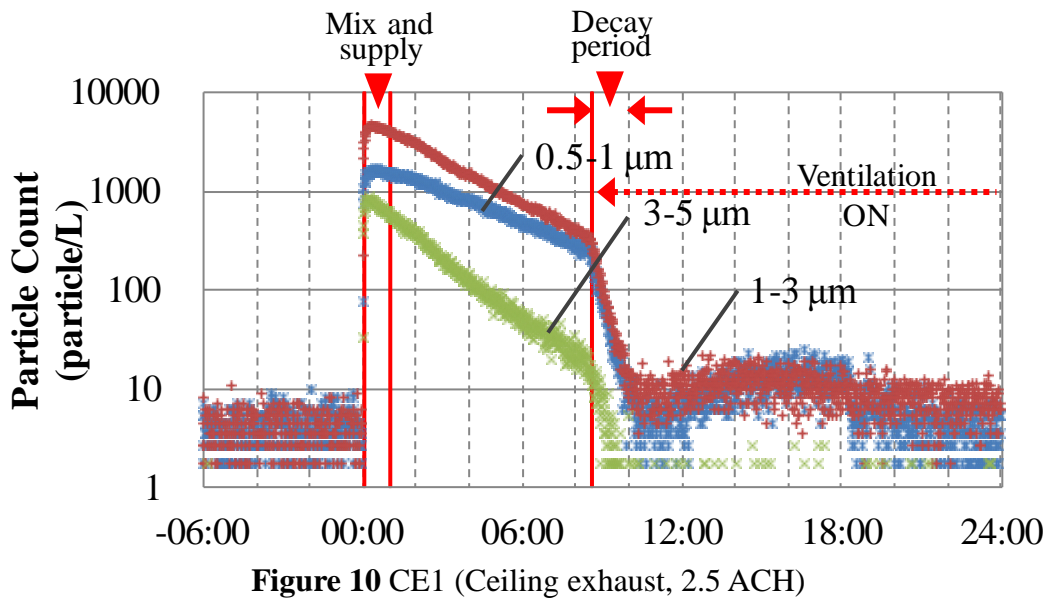 Mix and
supply
Decay
period
10000
1000
100
10
1
Particle Count
(particle/L)
0.5-1 μm
3-5 μm
1-3 μm
Ventilation
ON
-06:00 00:00 06:00 12:00 18:00 24:00
Figure 10 CE1 (Ceiling exhaust, 2.5 ACH)